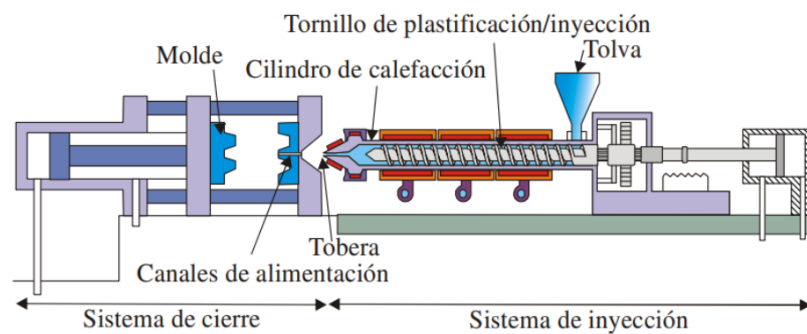 Tornillo de plastificación/inyección
Tolva
Molde
Cilindro de calefacción
Tobera
Canales de alimentación
Sistema de cierre
Sistema de inyección